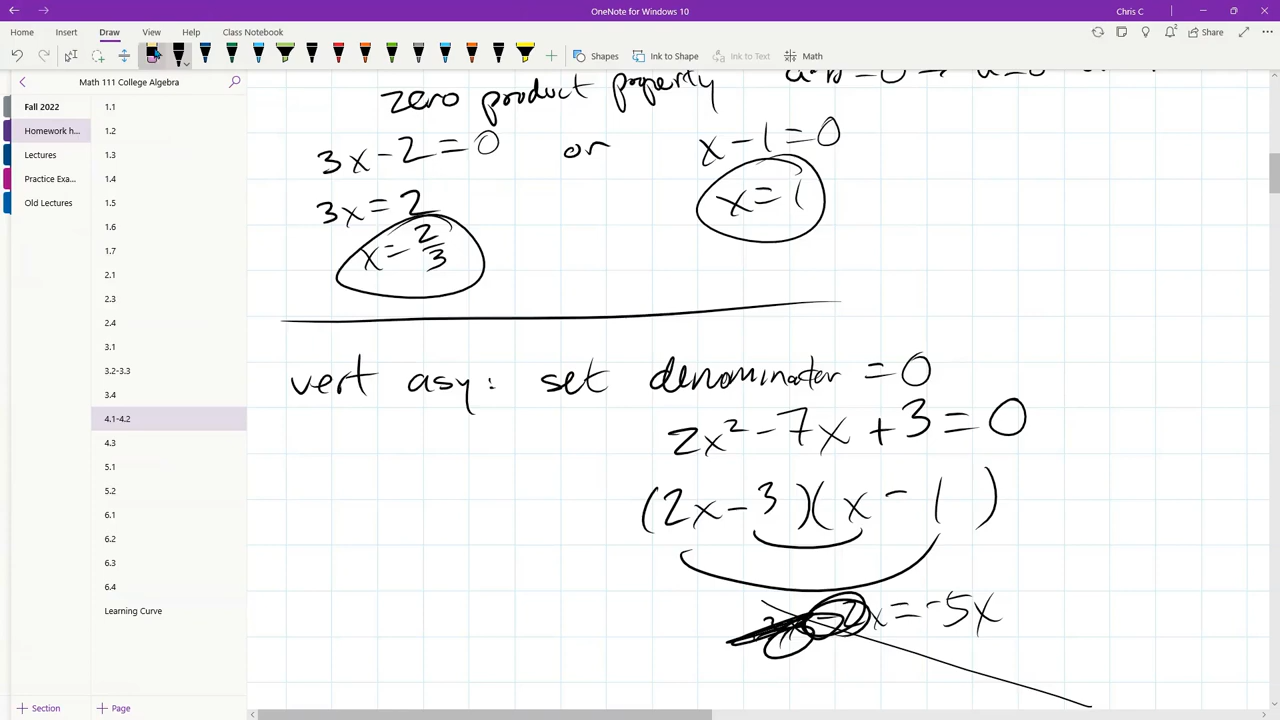 Chris C
OneNote for Windows 10
Home Insert Draw View Help Class Notebook
Share
Shapes Ink to Shape Ink to Text Math
Math 111 College Algebra
Fall 2022
Homework h...
Lectures
Practice Exa...
Old Lectures
1.1
1.2
1.3
1.4
1.5
1.6
1.7
2.1
2.3
2.4
3.1
3.2-3.3
3.4
4.1-4.2
4.3
5.1
5.2
6.1
6.2
6.3
6.4
Learning Curve
Section
Page
zero product property
3x-2=0 or x-1=0
3x=2 x=1
x=2/3
vert asy: set denominator =0
2x²-7x+3=0
(2x-3)(x-1)
2x=-5x